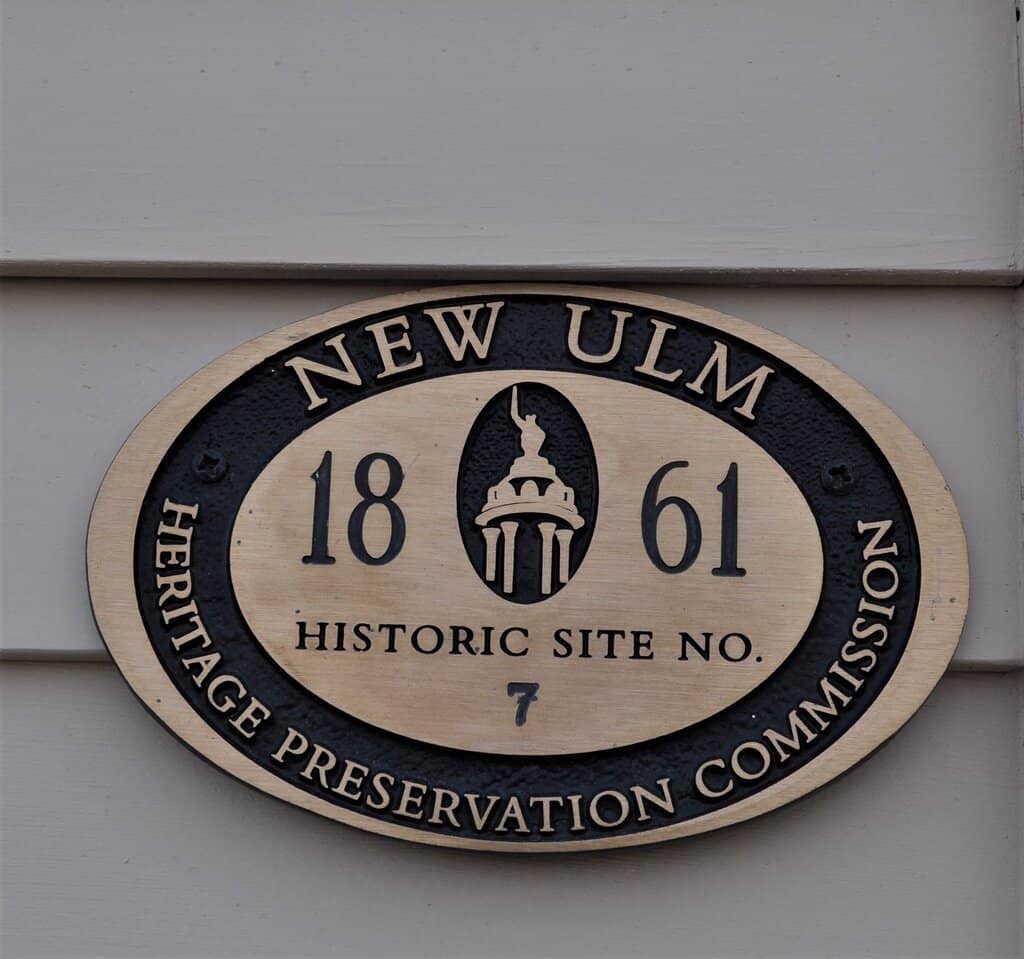 NEW ULM
18 61
HISTORIC SITE NO.
7
HERITAGE PRESERVATION COMMISSION